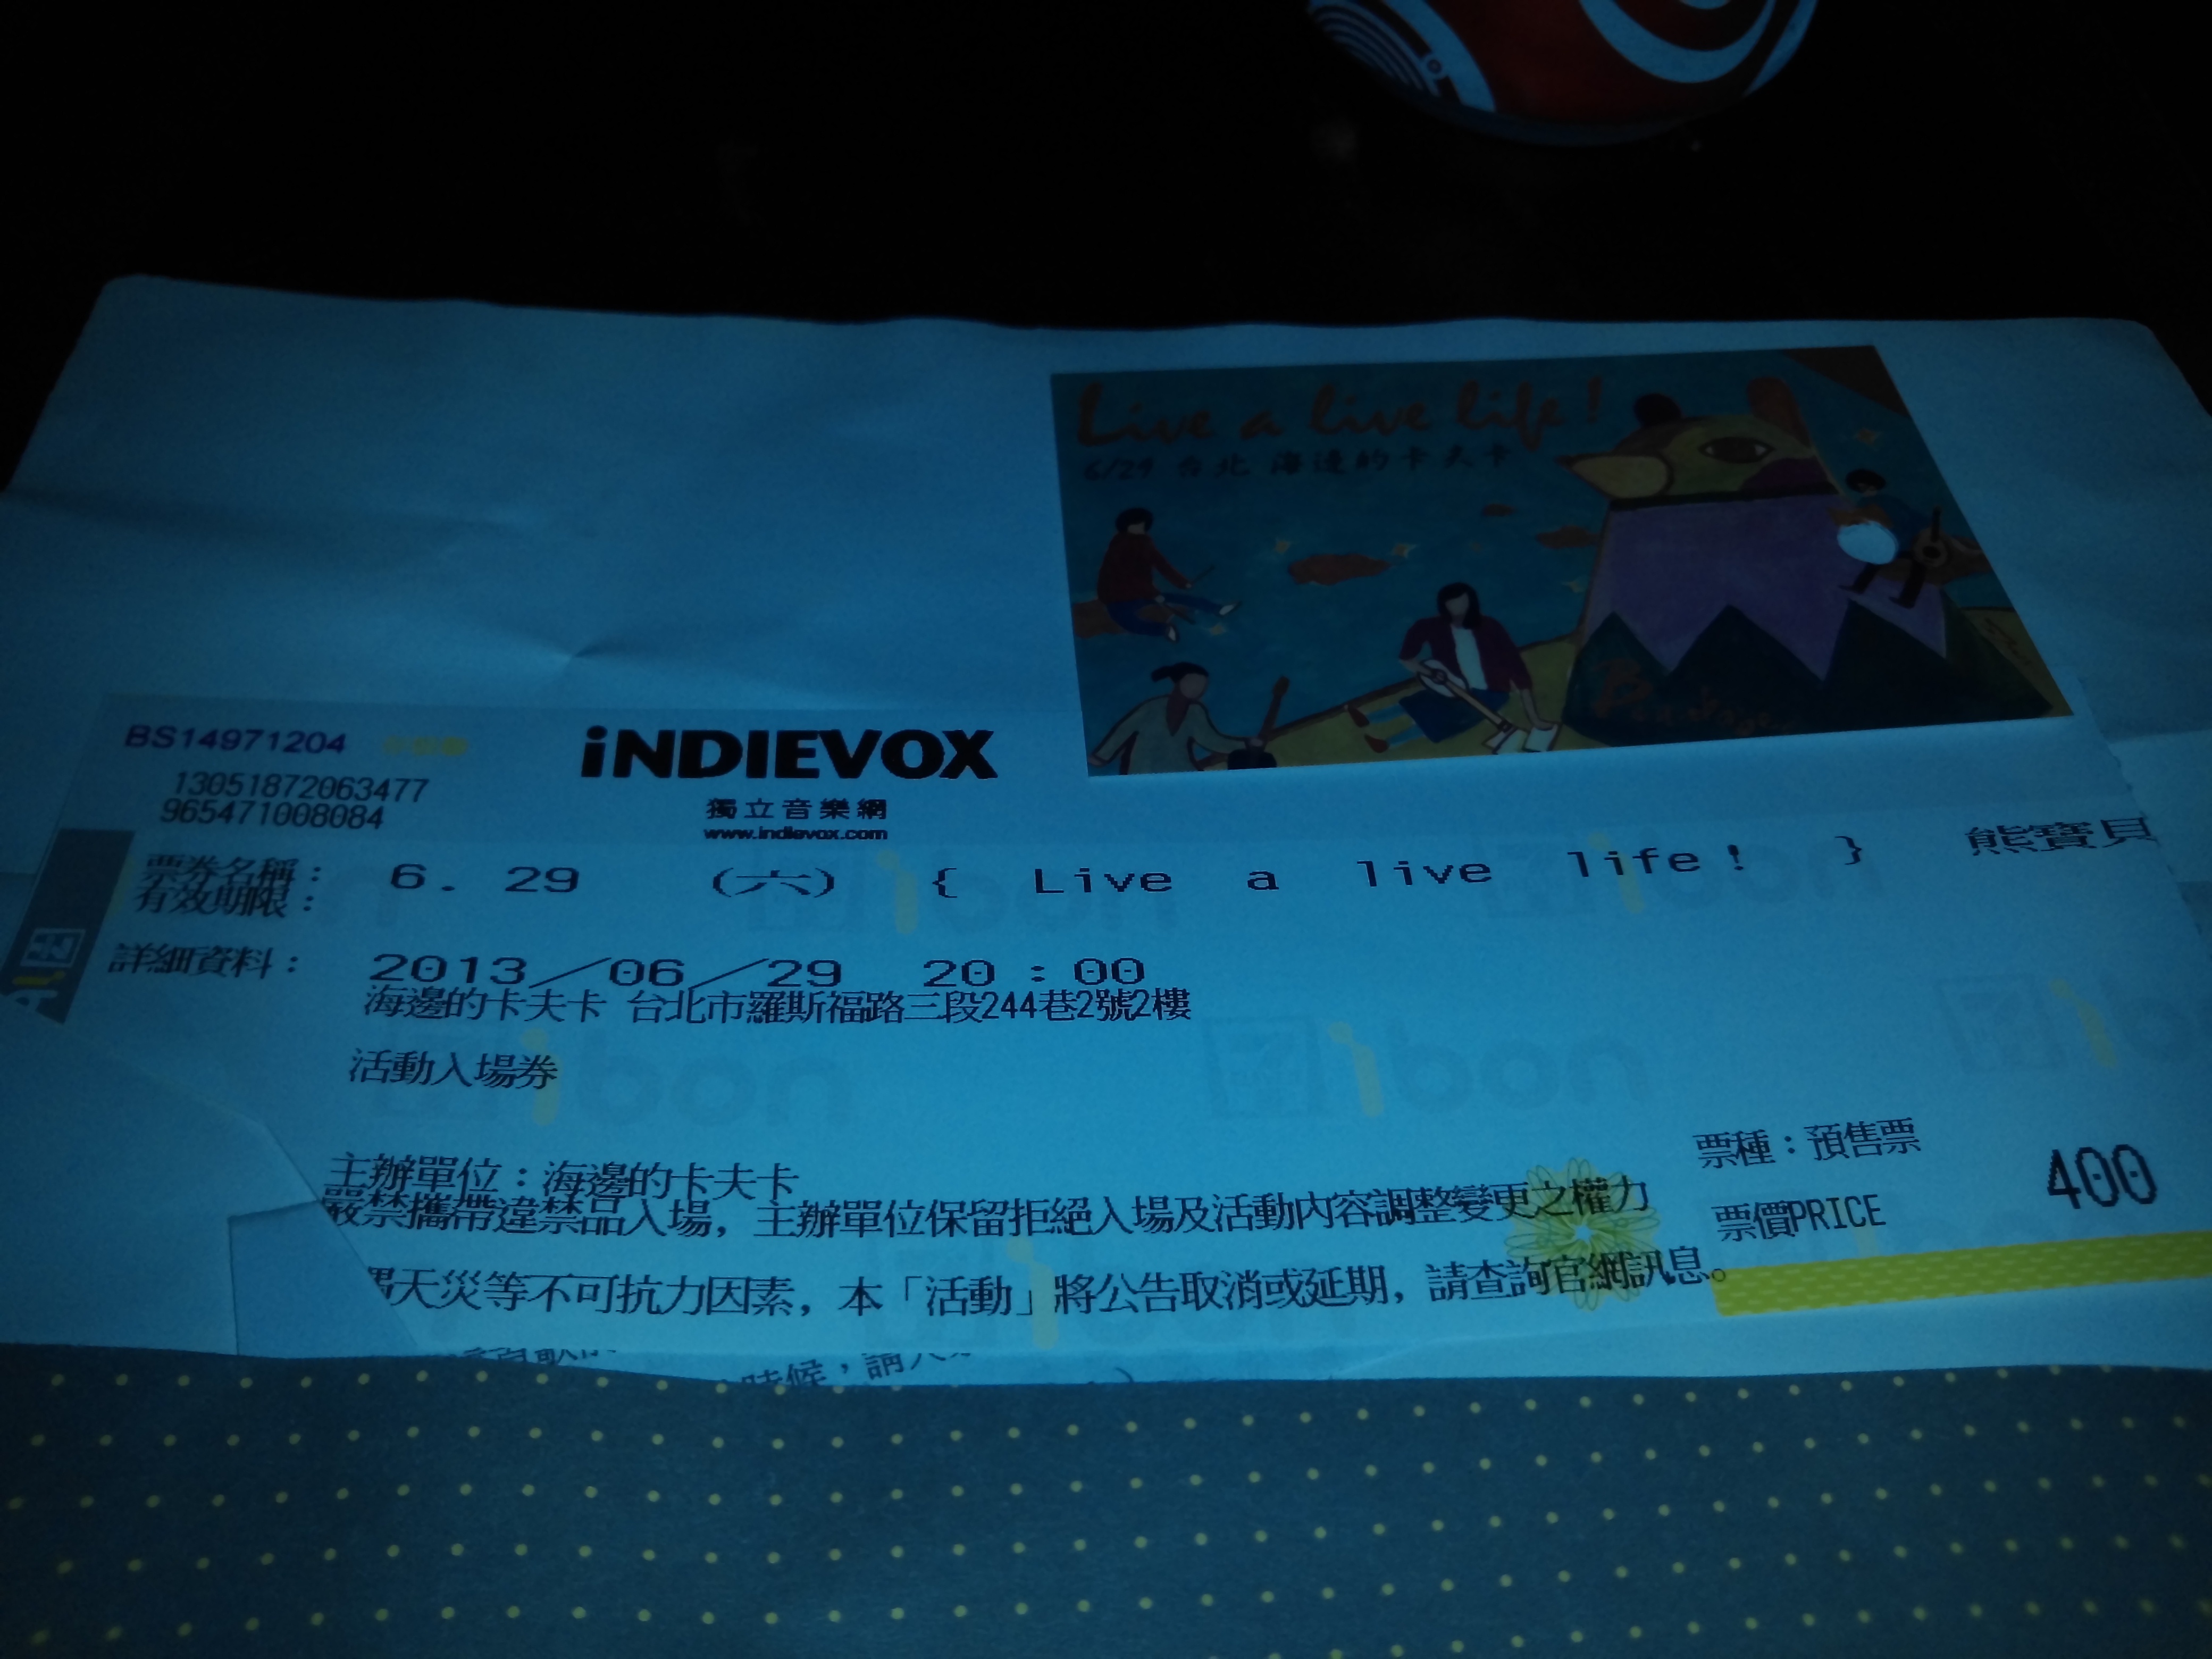 Live a live life!
6/29 台北 海邊的卡夫卡
BS14971204
13051872063477
965471008084
iNDIEVOX
獨立音樂網
www.indievox.com
票券名稱： 6. 29 (六) { Live a live life! } 熊寶貝
有效期限：
詳細資料： 2013／06／29 20：00
海邊的卡夫卡 台北市羅斯福路三段244巷2號2樓
活動入場券
主辦單位：海邊的卡夫卡
嚴禁攜帶違禁品入場，主辦單位保留拒絕入場及活動內容調整變更之權力
遇天災等不可抗力因素，本「活動」將公告取消或延期，請查詢官網訊息。
票種：預售票
票價PRICE 400
ibon
ibon
ibon
ibon
時候，請